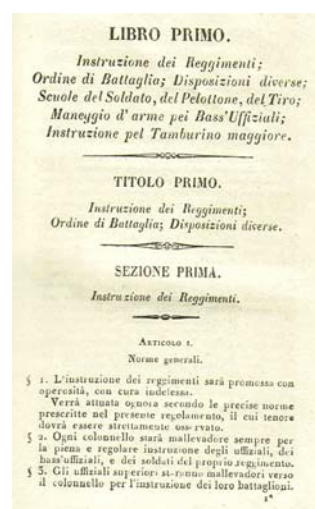 LIBRO PRIMO.
Instruzione dei Reggimenti;
Ordine di Battaglia; Disposizioni diverse;
Scuole del Soldato, del Pelottone, del Tiro;
Maneggio d'arme pei Bass'Uffiziali;
Instruzione pel Tamburino maggiore.
TITOLO PRIMO.
Instruzione dei Reggimenti;
Ordine di Battaglia; Disposizioni diverse.
SEZIONE PRIMA.
Instruzione dei Reggimenti.
ARTICOLO I.
Norme generali.
§ 1. L'instruzione dei reggimenti sarà promossa con
operosità, con cura indefessa.
Verrà attuata ognora secondo le precise norme
prescritte nel presente regolamento, il cui tenore
dovrà essere strettamente osservato.
§ 2. Ogni colonnello starà mallevadore sempre per
la piena e regolare instruzione degli uffiziali, dei
bass'uffiziali, e dei soldati del proprio reggimento.
§ 3. Gli uffiziali superiori staranno mallevadori verso
il colonnello per l'instruzione dei loro battaglioni.
1*